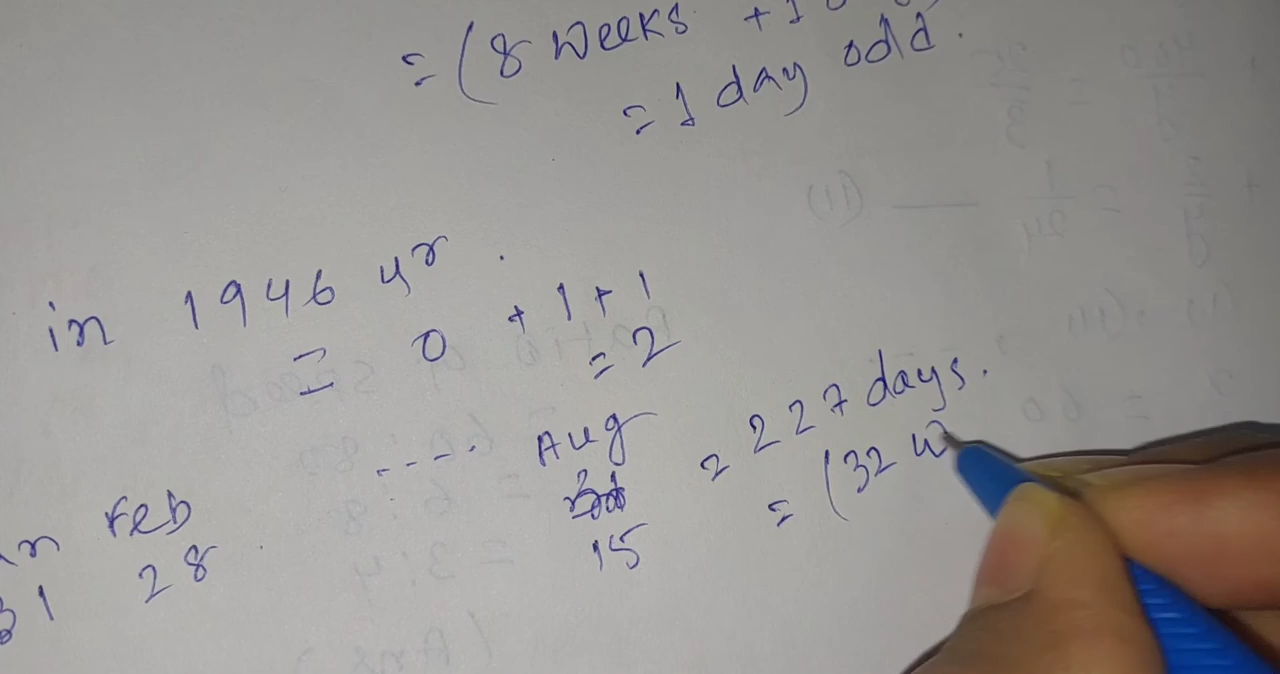 = (8 weeks +1
= 1 day odd.
in 1946 yr.
= 0 + 1 + 1
= 2
Feb .... Aug = 227 days.
31 28 15 = (32 w